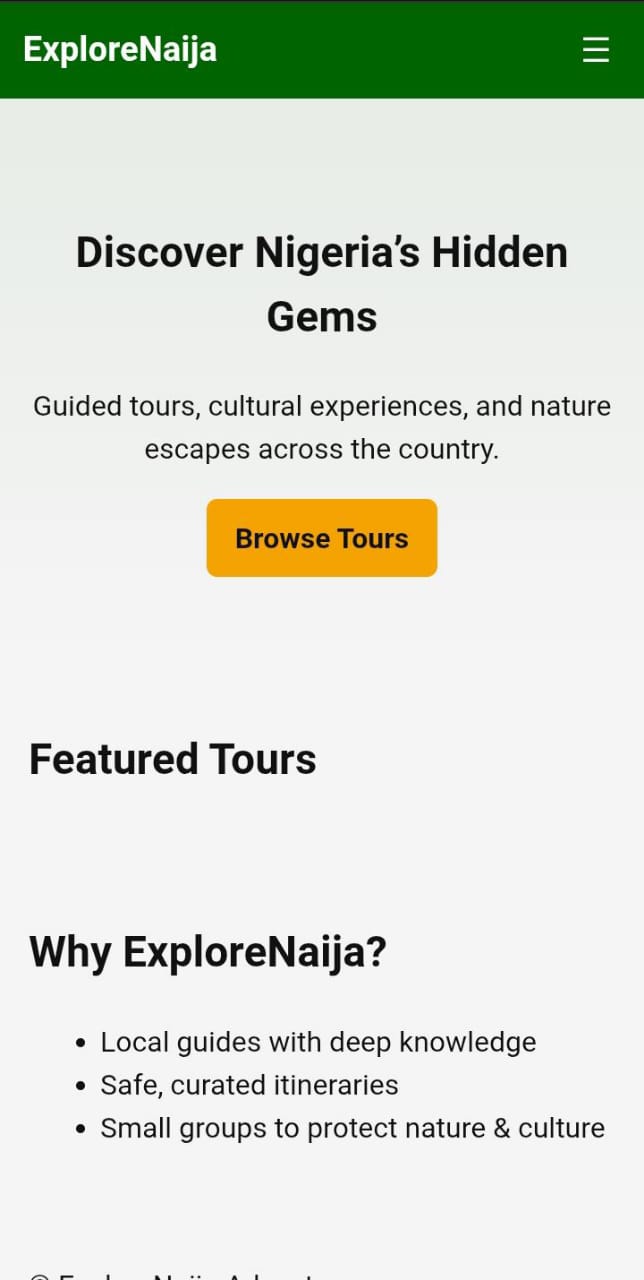 ExploreNaija
Discover Nigeria’s Hidden
Gems
Guided tours, cultural experiences, and nature
escapes across the country.
Browse Tours
Featured Tours
Why ExploreNaija?
• Local guides with deep knowledge
• Safe, curated itineraries
• Small groups to protect nature & culture